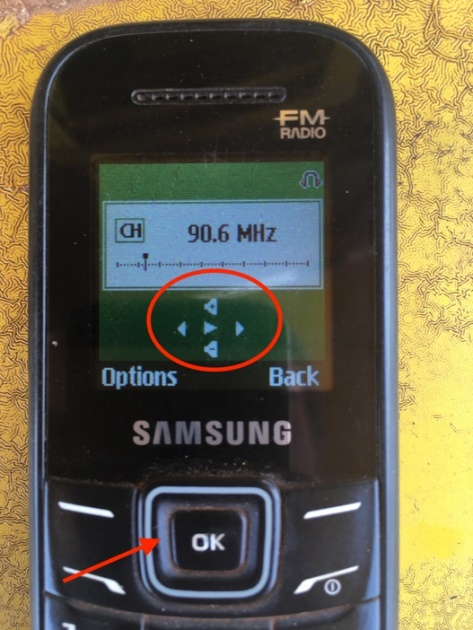 FM
RADIO
CH 90.6 MHz
Options Back
SAMSUNG
OK